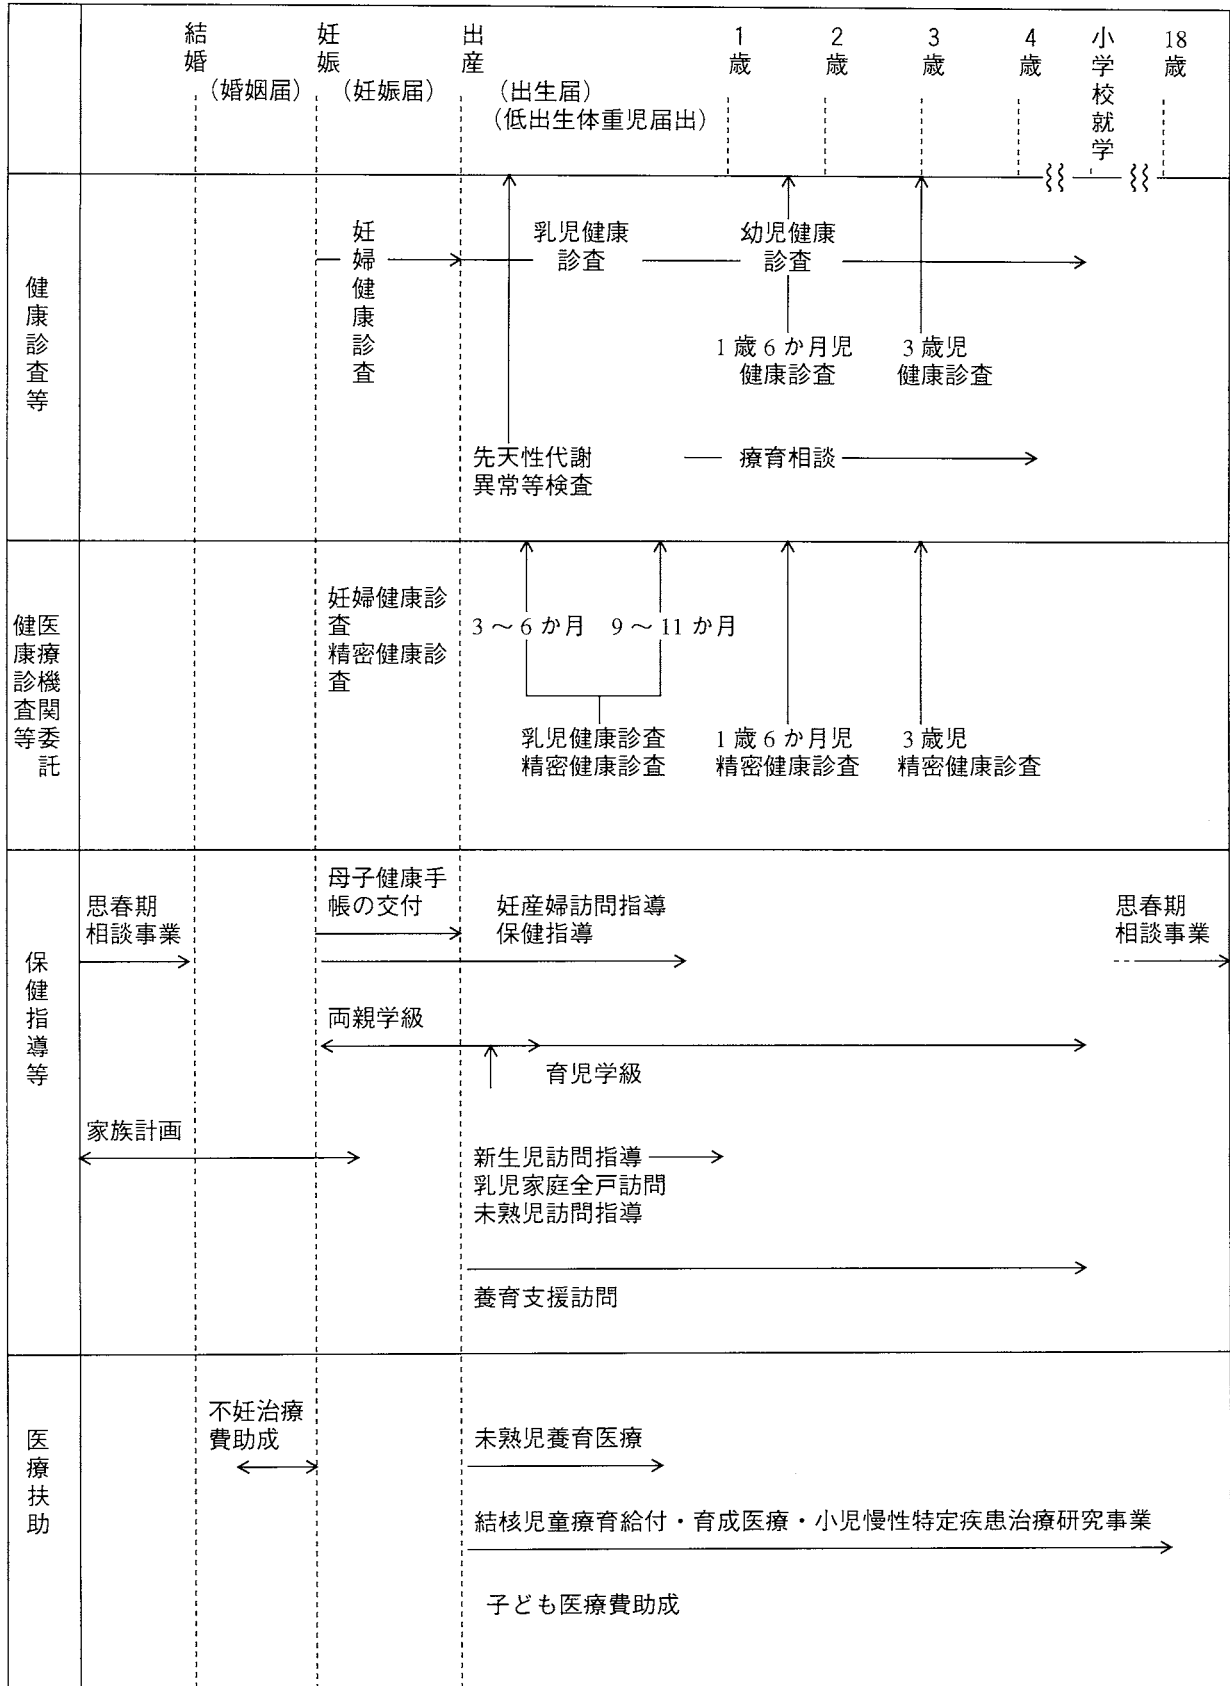 結婚
（婚姻届）
妊娠
（妊娠届）
出産
（出生届）
（低出生体重児届出）
1歳
2歳
3歳
4歳
小学校就学
18歳
健康診査等
妊婦健康診査
乳児健康
診査
幼児健康
診査
1歳6か月児
健康診査
3歳児
健康診査
先天性代謝
異常等検査
療育相談
医療機関委託
健康診査等
妊婦健康診
査
精密健康診
査
3～6か月
9～11か月
乳児健康診査
精密健康診査
1歳6か月児
精密健康診査
3歳児
精密健康診査
保健指導等
思春期
相談事業
母子健康手
帳の交付
妊産婦訪問指導
保健指導
思春期
相談事業
両親学級
育児学級
家族計画
新生児訪問指導
乳児家庭全戸訪問
未熟児訪問指導
養育支援訪問
医療扶助
不妊治療
費助成
未熟児養育医療
結核児童療育給付・育成医療・小児慢性特定疾患治療研究事業
子ども医療費助成